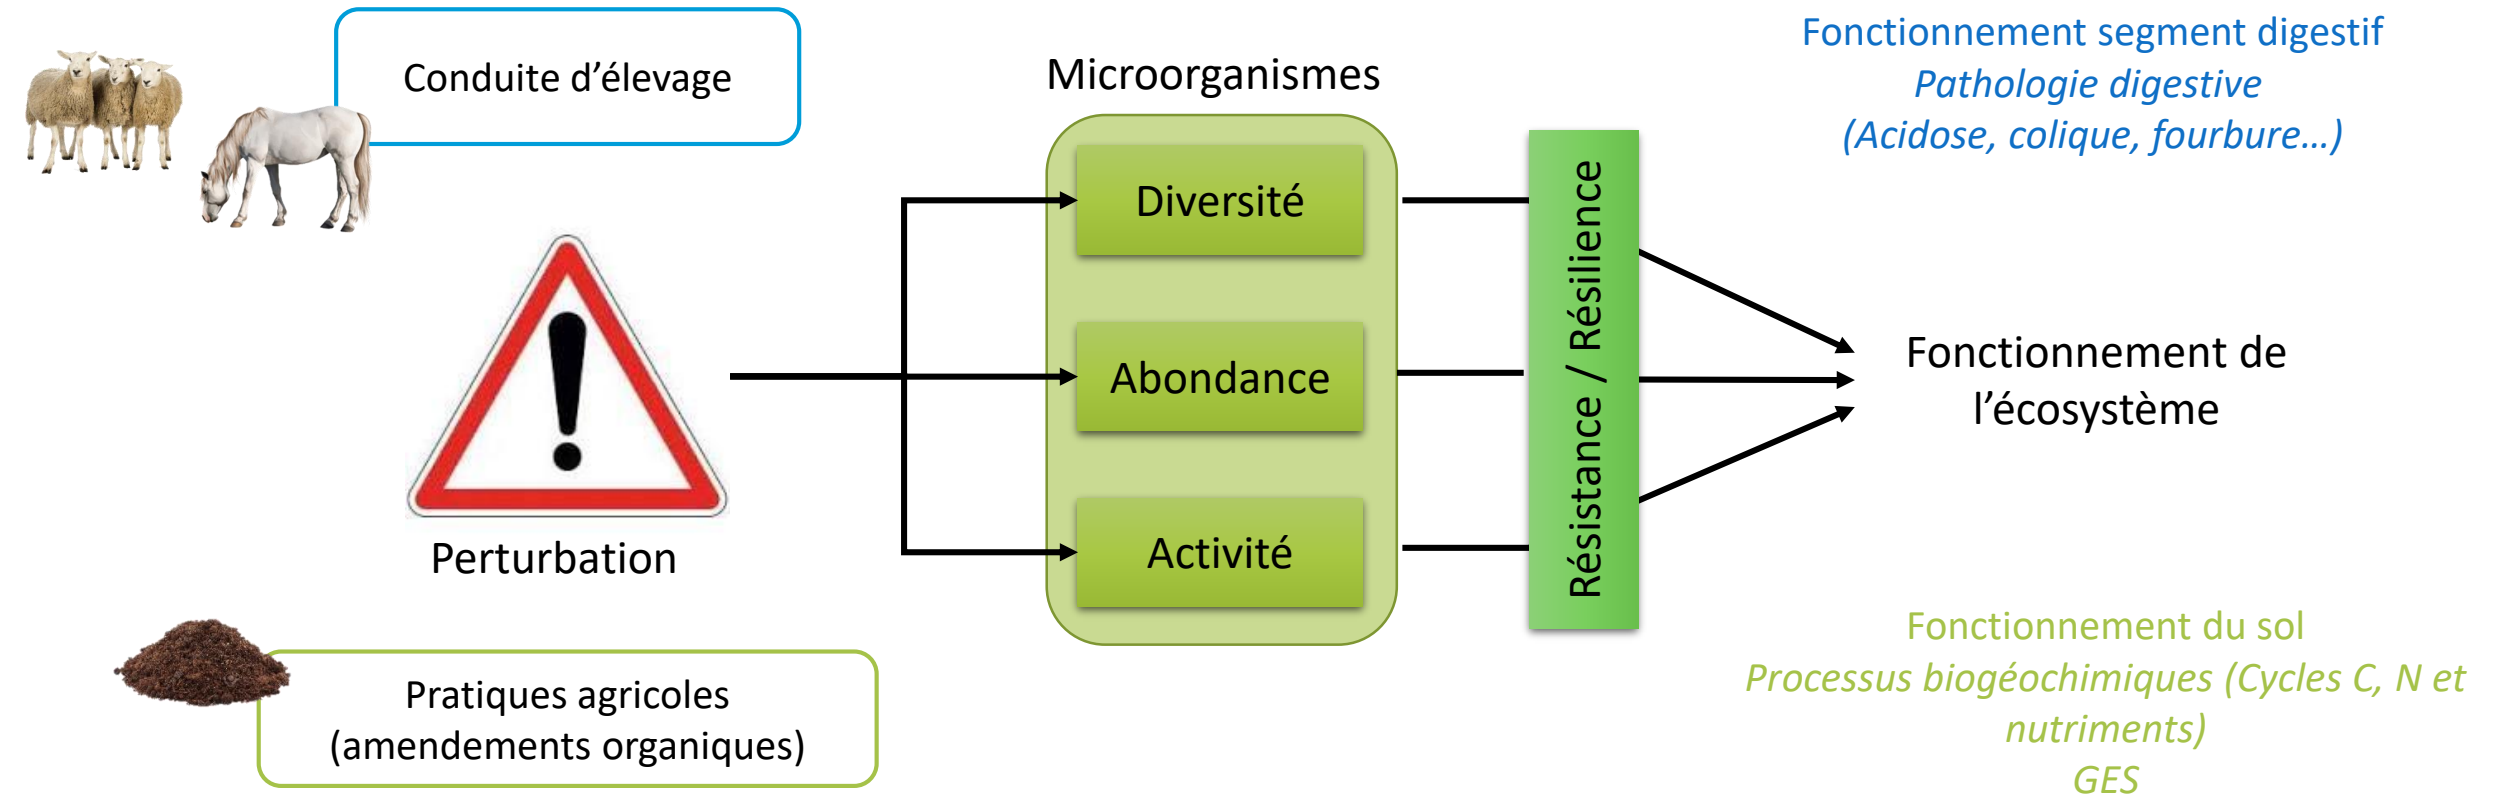 Conduite d'élevage
Perturbation
Pratiques agricoles
(amendements organiques)
Microorganismes
Diversité
Abondance
Activité
Résistance / Résilience
Fonctionnement segment digestif
Pathologie digestive
(Acidose, colique, fourbure…)
Fonctionnement de
l'écosystème
Fonctionnement du sol
Processus biogéochimiques (Cycles C, N et
nutriments)
GES